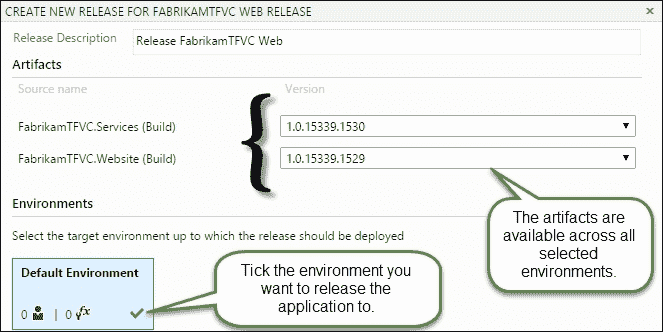 CREATE NEW RELEASE FOR FABRIKAMTFVC WEB RELEASE
Release Description
Release FabrikamTFVC Web
Artifacts
Source name
Version
FabrikamTFVC.Services (Build)
1.0.15339.1530
FabrikamTFVC.Website (Build)
1.0.15339.1529
Environments
Select the target environment up to which the release should be deployed
Default Environment
0 | 0 fx
Tick the environment you
want to release the
application to.
The artifacts are
available across all
selected
environments.